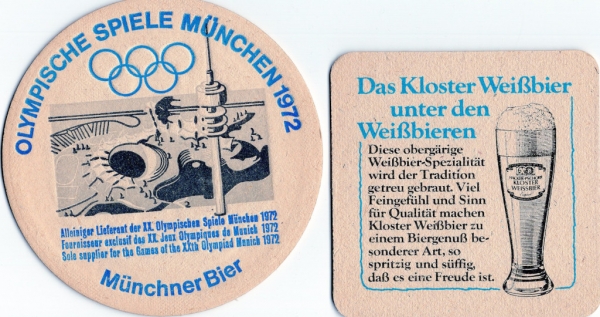 OLYMPISCHE SPIELE MÜNCHEN 1972
Alleiniger Lieferant der XX. Olympischen Spiele München 1972
Fournisseur exclusif des XX. Jeux Olympiques de Munich 1972
Sole supplier for the Games of the XXth Olympiad Munich 1972
Münchner Bier
Das Kloster Weißbier
unter den
Weißbieren
Diese obergärige
Weißbier-Spezialität
wird der Tradition
getreu gebraut. Viel
Feingefühl und Sinn
für Qualität machen
Kloster Weißbier zu
einem Biergenuß be-
sonderer Art, so
spritzig und süffig,
daß es eine Freude ist.
KLOSTER
WEISSBIER